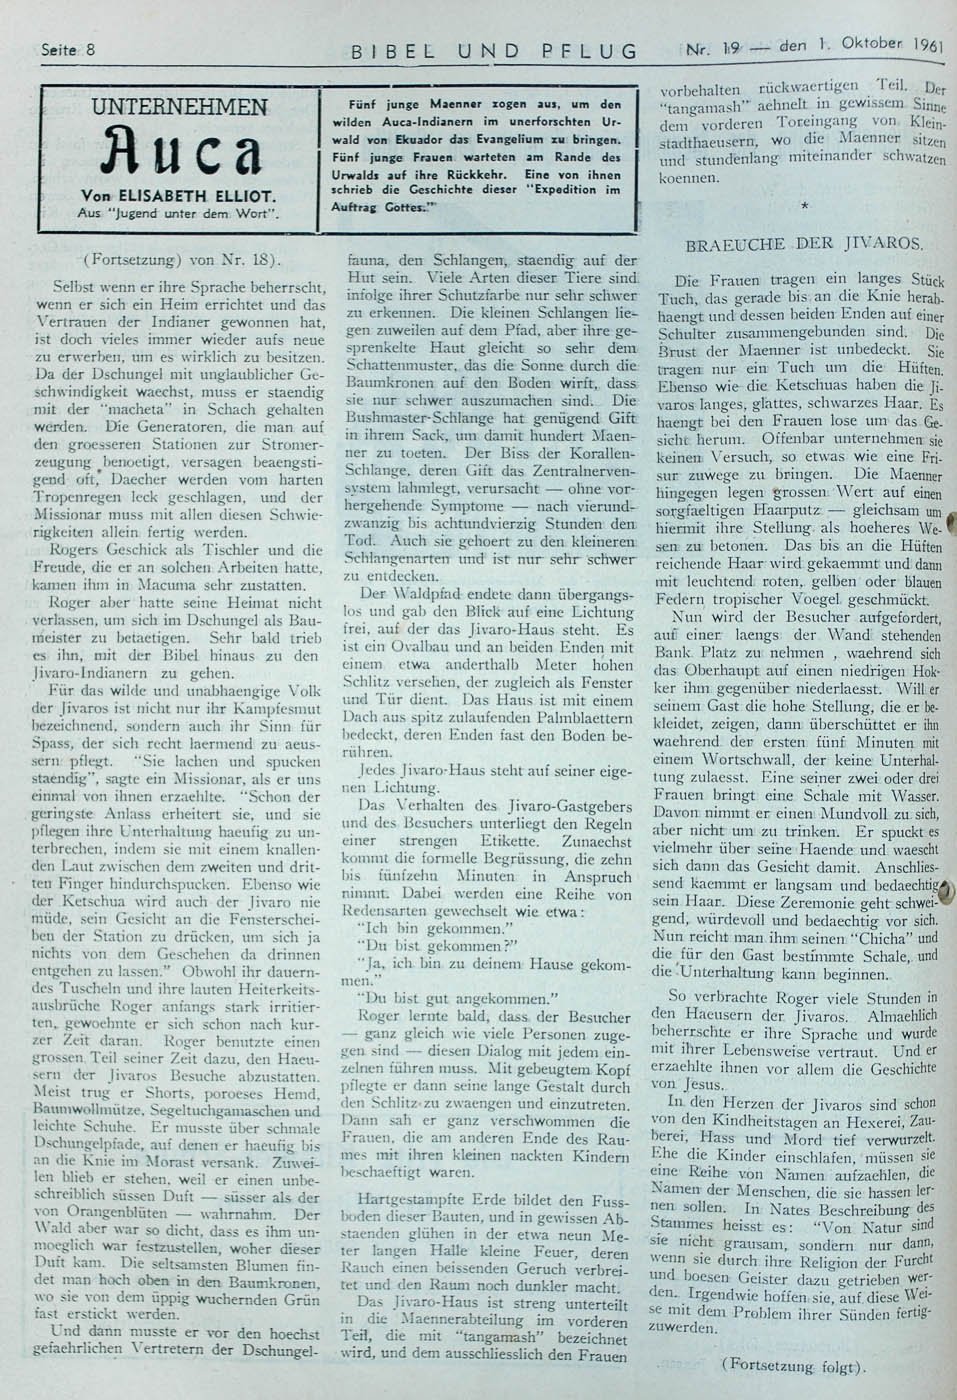 Seite 8
BIBEL UND PFLUG
Nr. 19 — den 1. Oktober 1961
UNTERNEHMEN
Auca
Von ELISABETH ELLIOT.
Aus "Jugend unter dem Wort".
Fünf junge Maenner zogen aus, um den
wilden Auca-Indianern im unerforschten Ur-
wald von Ekuador das Evangelium zu bringen.
Fünf junge Frauen warteten am Rande des
Urwalds auf ihre Rückkehr. Eine von ihnen
schrieb die Geschichte dieser "Expedition im
Auftrag Gottes."
(Fortsetzung) von Nr. 18).
Selbst wenn er ihre Sprache beherrscht,
wenn er sich ein Heim errichtet und das
Vertrauen der Indianer gewonnen hat,
ist doch vieles immer wieder aufs neue
zu erwerben, um es wirklich zu besitzen.
Da der Dschungel mit unglaublicher Ge-
schwindigkeit waechst, muss er staendig
mit der "macheta" in Schach gehalten
werden. Die Generatoren, die man auf
den groesseren Stationen zur Stromer-
zeugung benoetigt, versagen beaengsti-
gend oft, Daecher werden vom harten
Tropenregen leck geschlagen, und der
Missionar muss mit allen diesen Schwie-
rigkeiten allein fertig werden.
Rogers Geschick als Tischler und die
Freude, die er an solchen Arbeiten hatte,
kamen ihm in Macuma sehr zustatten.
Roger aber hatte seine Heimat nicht
verlassen, um sich im Dschungel als Bau-
meister zu betaetigen. Sehr bald trieb
es ihn, mit der Bibel hinaus zu den
Jivaro-Indianern zu gehen.
Für das wilde und unabhaengige Volk
der Jivaros ist nicht nur ihr Kampfesmut
bezeichnend, sondern auch ihr Sinn für
Spass, der sich recht laermend zu aeus-
sern pflegt. "Sie lachen und spucken
staendig", sagte ein Missionar, als er uns
einmal von ihnen erzaehlte. "Schon der
geringste Anlass erheitert sie, und sie
pflegen ihre Unterhaltung haeufig zu un-
terbrechen, indem sie mit einem knallen-
den Laut zwischen dem zweiten und drit-
ten Finger hindurchspucken. Ebenso wie
der Ketschua wird auch der Jivaro nie
müde, sein Gesicht an die Fensterschei-
ben der Station zu drücken, um sich ja
nichts von dem Geschehen da drinnen
entgehen zu lassen." Obwohl ihr dauern-
des Tuscheln und ihre lauten Heiterkeits-
ausbrüche Roger anfangs stark irritier-
ten, gewoehnte er sich schon nach kur-
zer Zeit daran. Roger benutzte einen
grossen Teil seiner Zeit dazu, den Haeu-
sern der Jivaros Besuche abzustatten.
Meist trug er Shorts, poroeses Hemd,
Baumwollmütze, Segeltuchgamaschen und
leichte Schuhe. Er musste über schmale
Dschungelpfade, auf denen er haeufig bis
an die Knie im Morast versank. Zuwei-
len blieb er stehen, weil er einen unbe-
schreiblich süssen Duft — süsser als der
von Orangenblüten — wahrnahm. Der
Wald aber war so dicht, dass es ihm un-
moeglich war festzustellen, woher dieser
Duft kam. Die seltsamsten Blumen fin-
det man hoch oben in den Baumkronen,
wo sie von dem üppig wuchernden Grün
fast erstickt werden.
Und dann musste er vor den hoechst
gefaehrlichen Vertretern der Dschungel-
fauna, den Schlangen, staendig auf der
Hut sein. Viele Arten dieser Tiere sind
infolge ihrer Schutzfarbe nur sehr schwer
zu erkennen. Die kleinen Schlangen lie-
gen zuweilen auf dem Pfad, aber ihre ge-
sprenkelte Haut gleicht so sehr dem
Schattenmuster, das die Sonne durch die
Baumkronen auf den Boden wirft, dass
sie nur schwer auszumachen sind. Die
Bushmaster-Schlange hat genügend Gift
in ihrem Sack, um damit hundert Maen-
ner zu toeten. Der Biss der Korallen-
Schlange, deren Gift das Zentralnerven-
system lahmlegt, verursacht — ohne vor-
hergehende Symptome — nach vierund-
zwanzig bis achtundvierzig Stunden den
Tod. Auch sie gehoert zu den kleineren
Schlangenarten und ist nur sehr schwer
zu entdecken.
Der Waldpfad endete dann übergangs-
los und gab den Blick auf eine Lichtung
frei, auf der das Jivaro-Haus steht. Es
ist ein Ovalbau und an beiden Enden mit
einem etwa anderthalb Meter hohen
Schlitz versehen, der zugleich als Fenster
und Tür dient. Das Haus ist mit einem
Dach aus spitz zulaufenden Palmblaettern
bedeckt, deren Enden fast den Boden be-
rühren.
Jedes Jivaro-Haus steht auf seiner eige-
nen Lichtung.
Das Verhalten des Jivaro-Gastgebers
und des Besuchers unterliegt den Regeln
einer strengen Etikette. Zunaechst
kommt die formelle Begrüssung, die zehn
bis fünfzehn Minuten in Anspruch
nimmt. Dabei werden eine Reihe von
Redensarten gewechselt wie etwa:
"Ich bin gekommen."
"Du bist gekommen?"
"Ja, ich bin zu deinem Hause gekom-
men."
"Du bist gut angekommen."
Roger lernte bald, dass der Besucher
— ganz gleich wie viele Personen zuge-
gen sind — diesen Dialog mit jedem ein-
zelnen führen muss. Mit gebeugtem Kopf
pflegte er dann seine lange Gestalt durch
den Schlitz zu zwaengen und einzutreten.
Dann sah er ganz verschwommen die
Frauen, die am anderen Ende des Rau-
mes mit ihren kleinen nackten Kindern
beschaeftigt waren.
Hartgestampfte Erde bildet den Fuss-
boden dieser Bauten, und in gewissen Ab-
staenden glühen in der etwa neun Me-
ter langen Halle kleine Feuer, deren
Rauch einen beissenden Geruch verbrei-
tet und den Raum noch dunkler macht.
Das Jivaro-Haus ist streng unterteilt
in die Maennerabteilung im vorderen
Teil, die mit "tangamash" bezeichnet
wird, und dem ausschliesslich den Frauen
vorbehalten rückwaertigen Teil. Der
"tangamash" aehnelt in gewissem Sinne
dem vorderen Toreingang von Klein-
stadthaeusern, wo die Maenner sitzen
und stundenlang miteinander schwatzen
koennen.
*
BRAEUCHE DER JIVAROS.
Die Frauen tragen ein langes Stück
Tuch, das gerade bis an die Knie herab-
haengt und dessen beiden Enden auf einer
Schulter zusammengebunden sind. Die
Brust der Maenner ist unbedeckt. Sie
tragen nur ein Tuch um die Hüften.
Ebenso wie die Ketschuas haben die Ji-
varos langes, glattes, schwarzes Haar. Es
haengt bei den Frauen lose um das Ge-
sicht herum. Offenbar unternehmen sie
keinen Versuch, so etwas wie eine Fri-
sur zuwege zu bringen. Die Maenner
hingegen legen grossen Wert auf einen
sorgfaeltigen Haarputz — gleichsam um
hiermit ihre Stellung als hoeheres We-
sen zu betonen. Das bis an die Hüften
reichende Haar wird gekaemmt und dann
mit leuchtend roten, gelben oder blauen
Federn tropischer Voegel geschmückt.
Nun wird der Besucher aufgefordert,
auf einer laengs der Wand stehenden
Bank Platz zu nehmen , waehrend sich
das Oberhaupt auf einen niedrigen Hok-
ker ihm gegenüber niederlaesst. Will er
seinem Gast die hohe Stellung, die er be-
kleidet, zeigen, dann überschüttet er ihn
waehrend der ersten fünf Minuten mit
einem Wortschwall, der keine Unterhal-
tung zulaesst. Eine seiner zwei oder drei
Frauen bringt eine Schale mit Wasser.
Davon nimmt er einen Mundvoll zu sich,
aber nicht um zu trinken. Er spuckt es
vielmehr über seine Haende und waescht
sich dann das Gesicht damit. Anschlies-
send kaemmt er langsam und bedaechtig
sein Haar. Diese Zeremonie geht schwei-
gend, würdevoll und bedaechtig vor sich.
Nun reicht man ihm seinen "Chicha" und
die für den Gast bestimmte Schale, und
die Unterhaltung kann beginnen.
So verbrachte Roger viele Stunden in
den Haeusern der Jivaros. Almaehlich
beherrschte er ihre Sprache und wurde
mit ihrer Lebensweise vertraut. Und er
erzaehlte ihnen vor allem die Geschichte
von Jesus.
In den Herzen der Jivaros sind schon
von den Kindheitstagen an Hexerei, Zau-
berei, Hass und Mord tief verwurzelt.
Ehe die Kinder einschlafen, müssen sie
eine Reihe von Namen aufzaehlen, die
Namen der Menschen, die sie hassen ler-
nen sollen. In Nates Beschreibung des
Stammes heisst es: "Von Natur sind
sie nicht grausam, sondern nur dann,
wenn sie durch ihre Religion der Furcht
und boesen Geister dazu getrieben wer-
den. Irgendwie hoffen sie, auf diese Wei-
se mit dem Problem ihrer Sünden fertig-
zuwerden.
(Fortsetzung folgt).